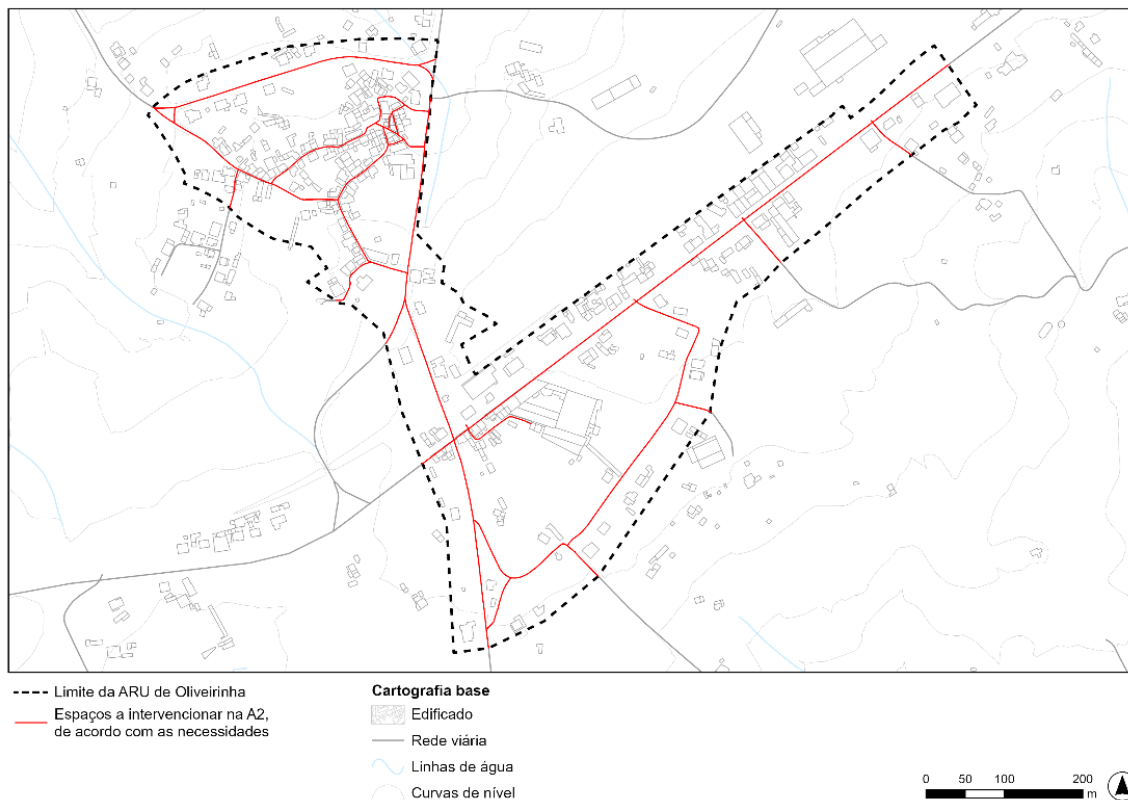 Limite da ARU de Oliveirinha
Espaços a intervencionar na A2,
de acordo com as necessidades
Cartografia base
Edificado
Rede viária
Linhas de água
Curvas de nível
0 50 100 200
m